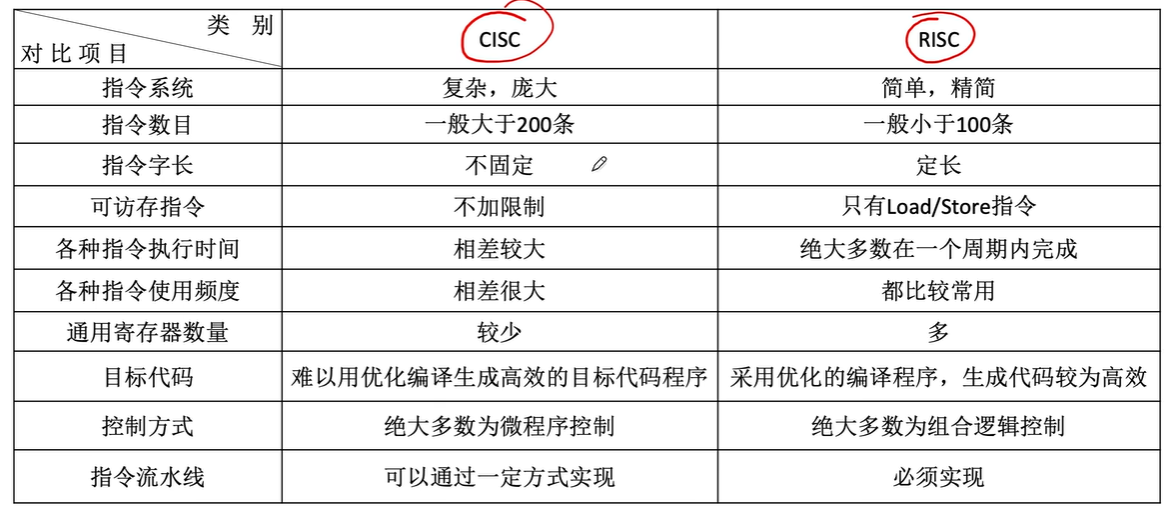 类 别
对比项目
CISC
RISC
指令系统
复杂，庞大
简单，精简
指令数目
一般大于200条
一般小于100条
指令字长
不固定
定长
可访存指令
不加限制
只有Load/Store指令
各种指令执行时间
相差较大
绝大多数在一个周期内完成
各种指令使用频度
相差很大
都比较常用
通用寄存器数量
较少
多
目标代码
难以用优化编译生成高效的目标代码程序
采用优化的编译程序，生成代码较为高效
控制方式
绝大多数为微程序控制
绝大多数为组合逻辑控制
指令流水线
可以通过一定方式实现
必须实现